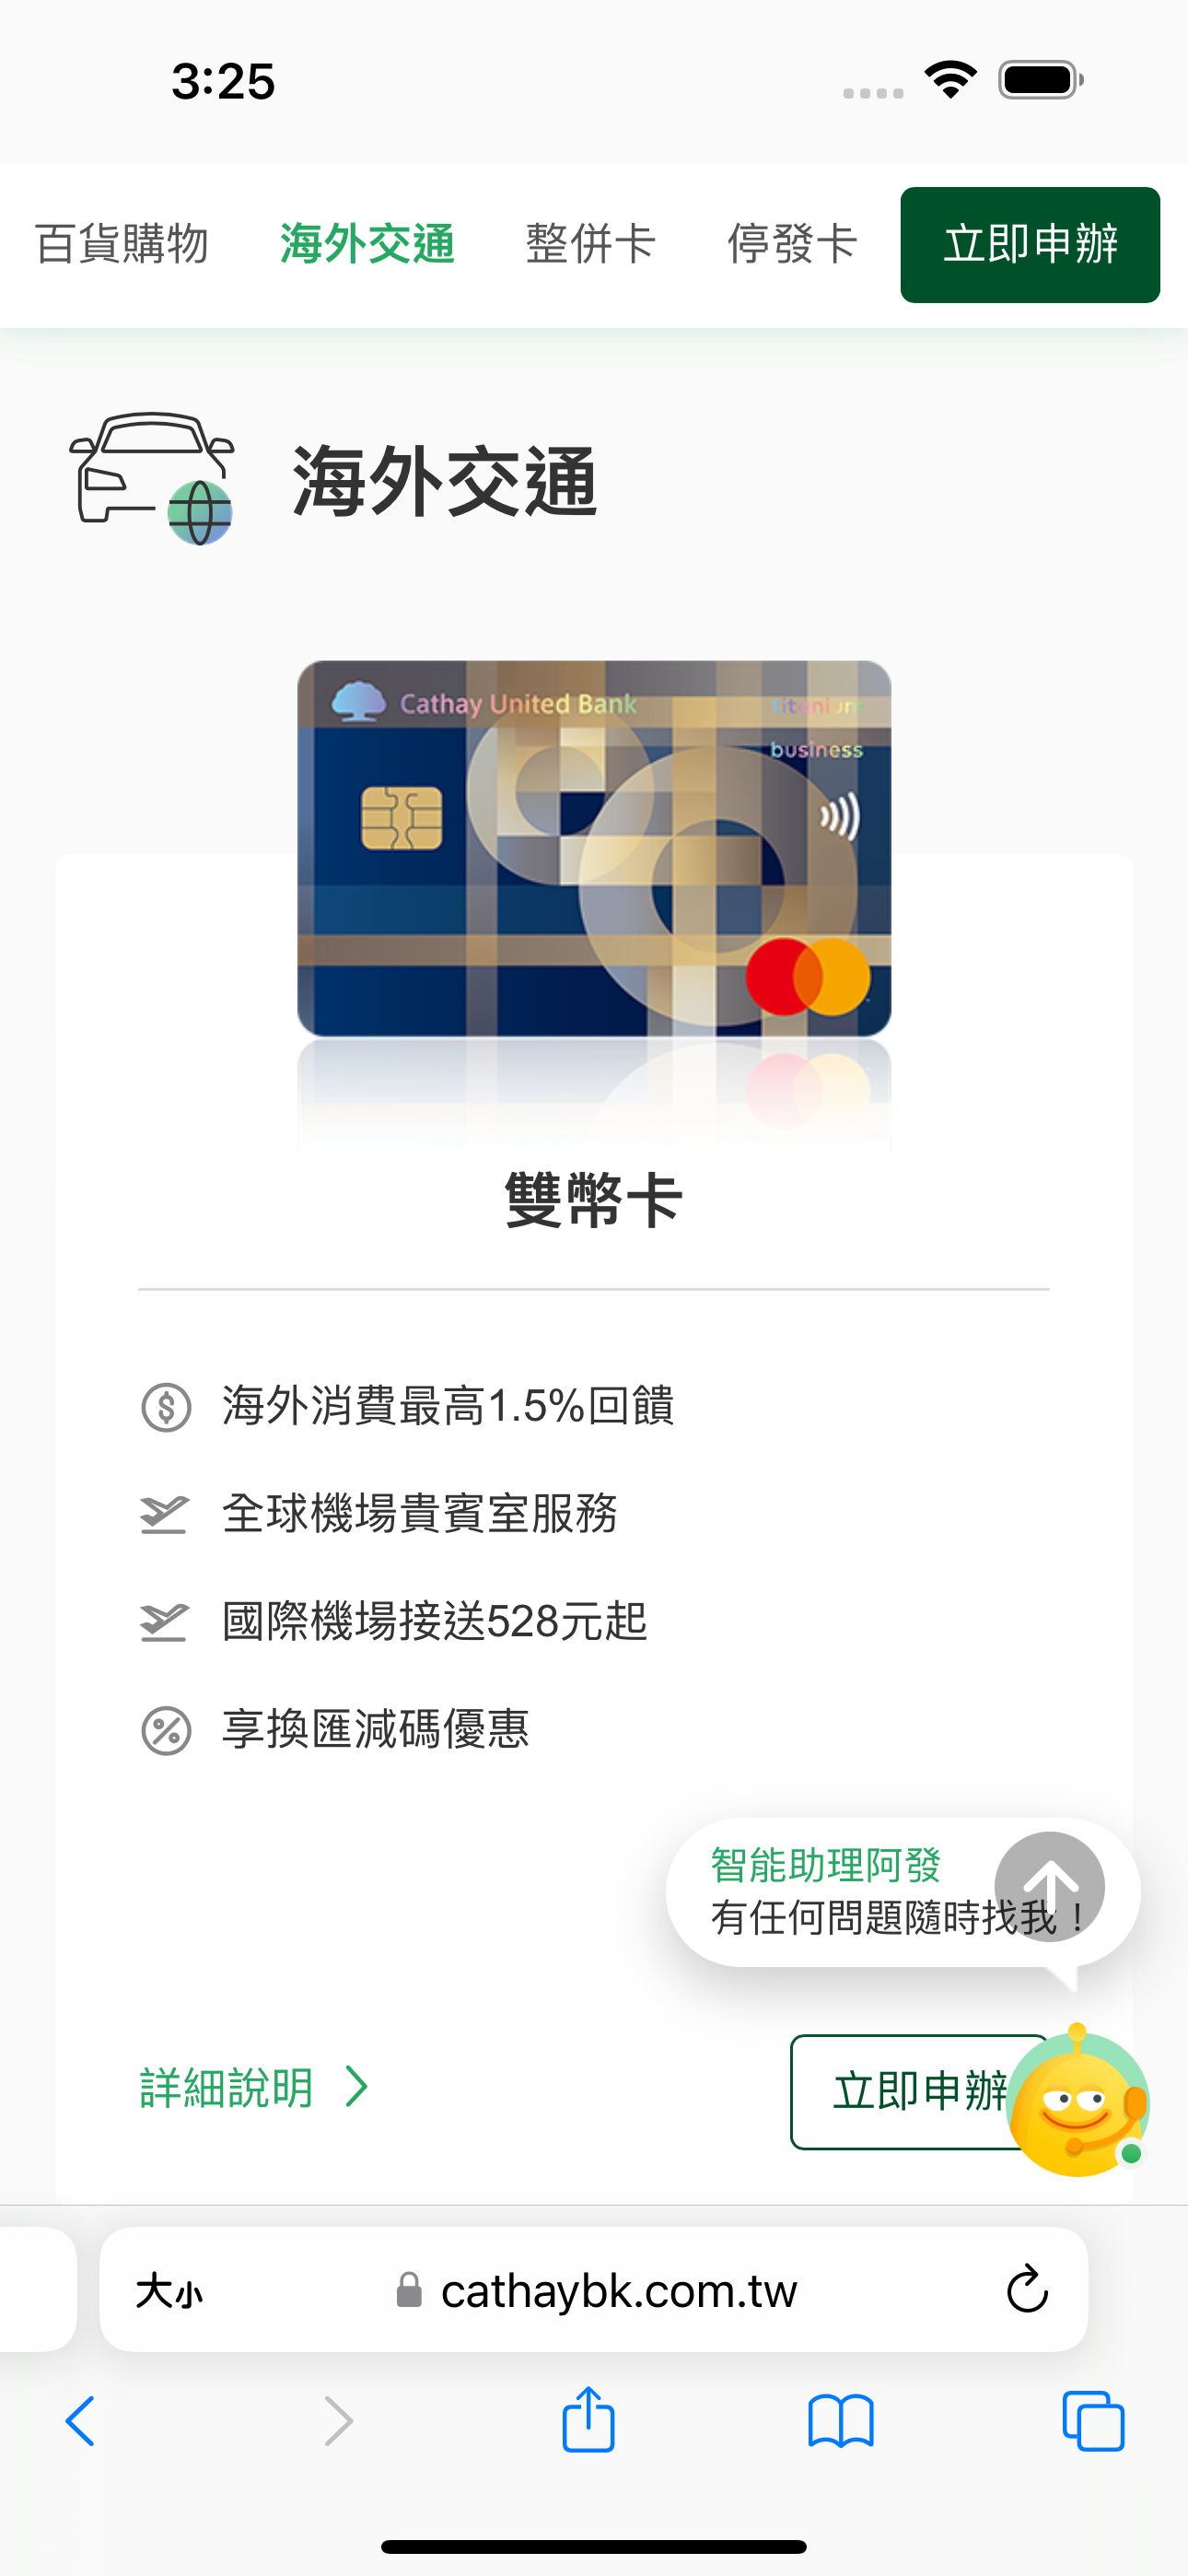 3:25
百貨購物 海外交通 整併卡 停發卡 立即申辦
海外交通
Cathay United Bank
titanium
business
雙幣卡
海外消費最高1.5%回饋
全球機場貴賓室服務
國際機場接送528元起
享換匯減碼優惠
智能助理阿發
有任何問題隨時找我！
詳細說明
立即申辦
大小 cathaybk.com.tw